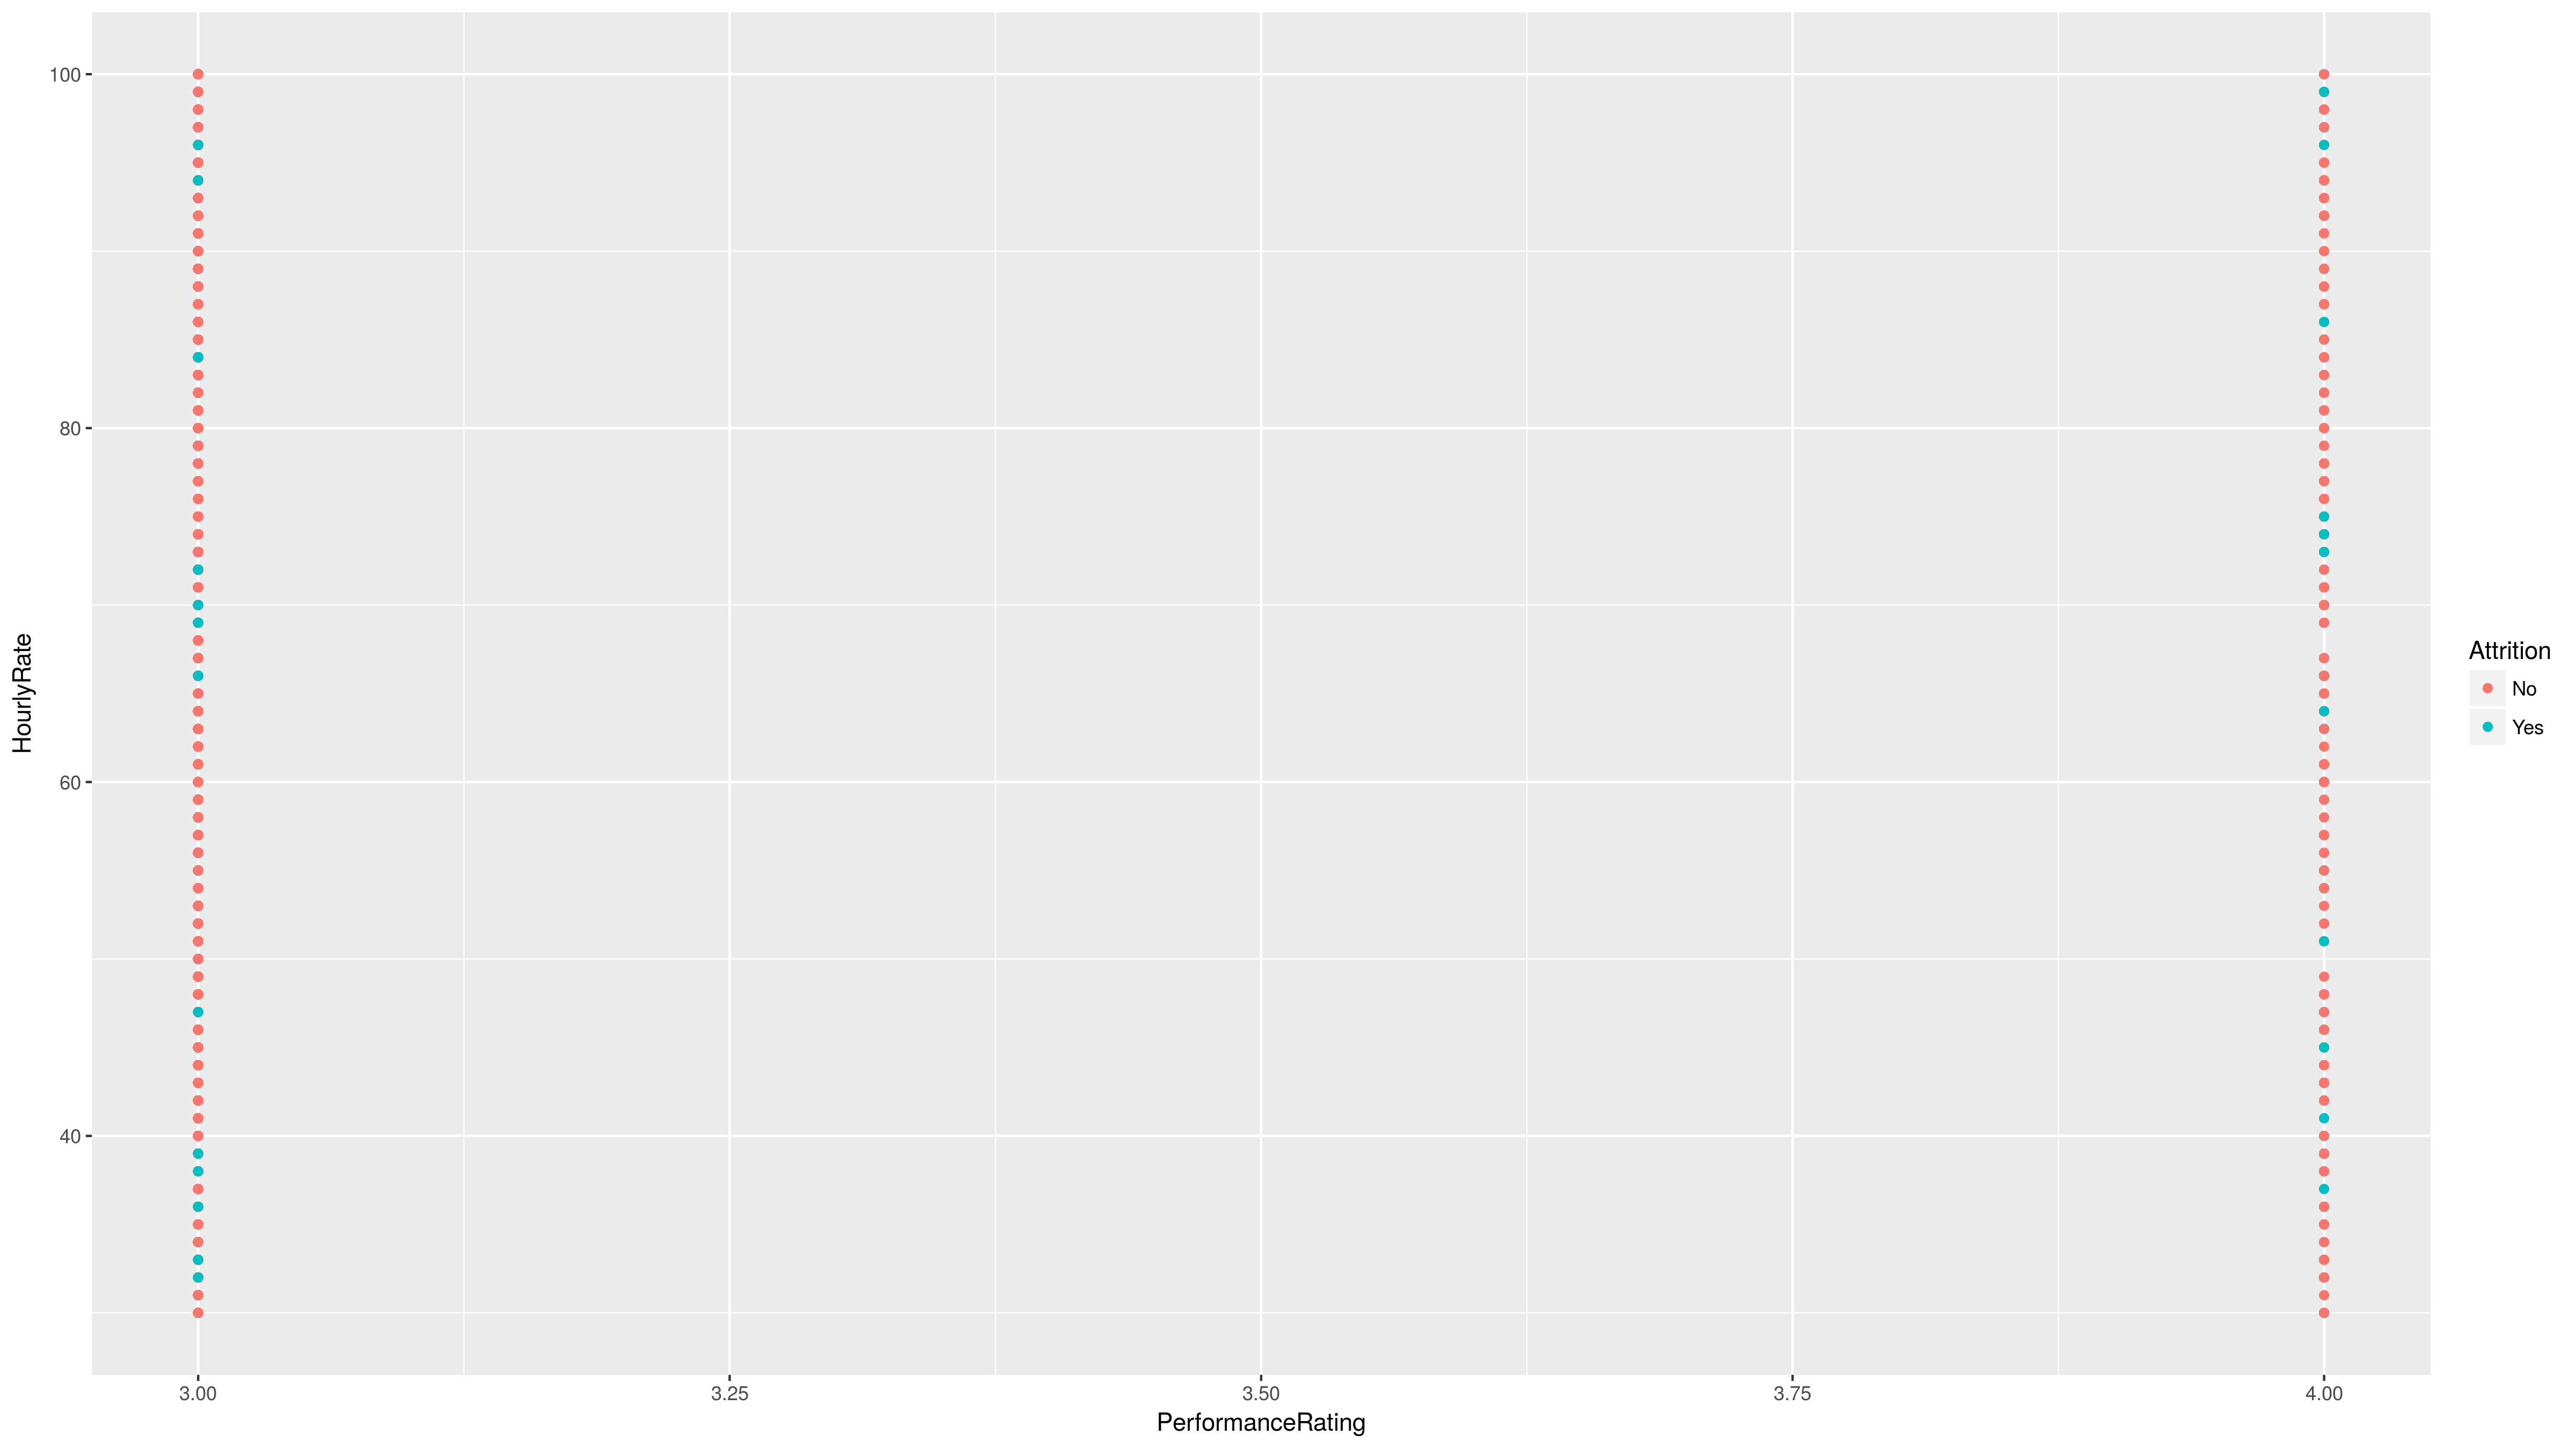 100
80
60
40
HourlyRate
3.00
3.25
3.50
3.75
4.00
PerformanceRating
Attrition
No
Yes